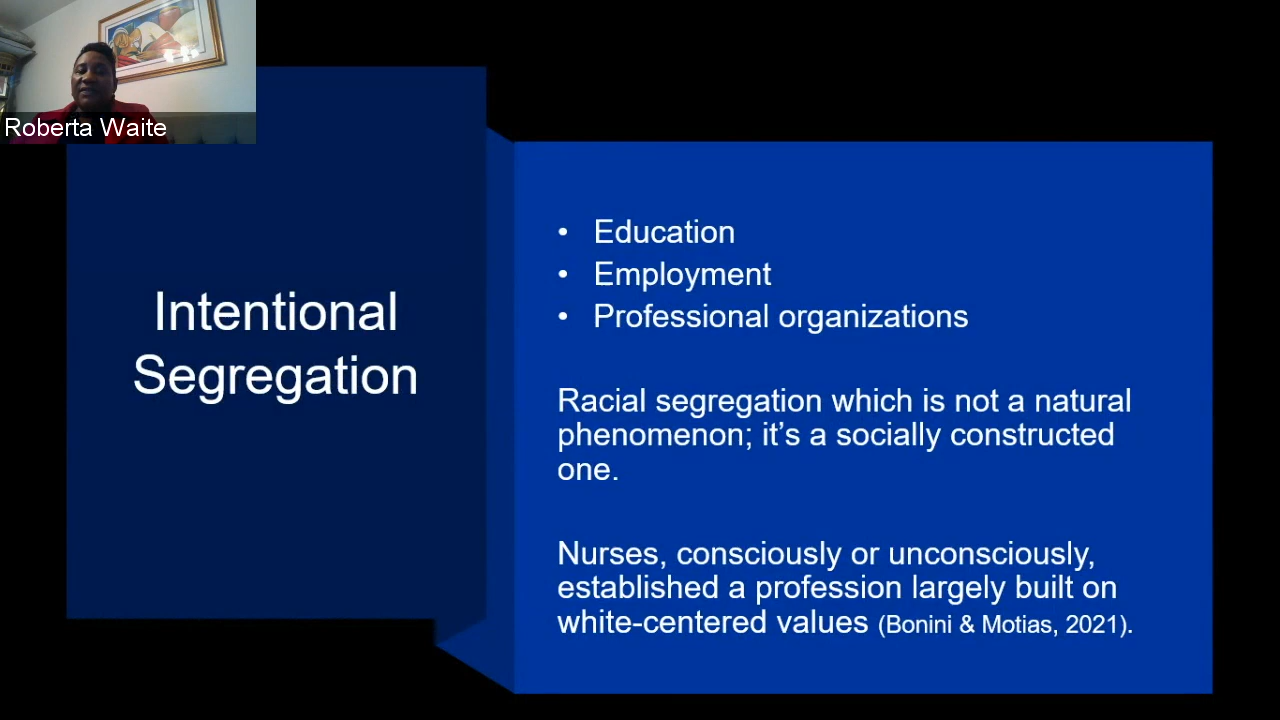 Roberta Waite
Intentional
Segregation
• Education
• Employment
• Professional organizations
Racial segregation which is not a natural
phenomenon; it's a socially constructed
one.
Nurses, consciously or unconsciously,
established a profession largely built on
white-centered values (Bonini & Motias, 2021).